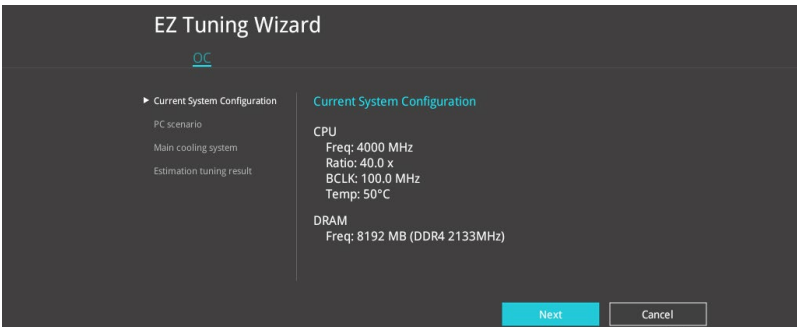 EZ Tuning Wizard
OC
Current System Configuration
PC scenario
Main cooling system
Estimation tuning result
Current System Configuration
CPU
Freq: 4000 MHz
Ratio: 40.0 x
BCLK: 100.0 MHz
Temp: 50°C
DRAM
Freq: 8192 MB (DDR4 2133MHz)
Next
Cancel